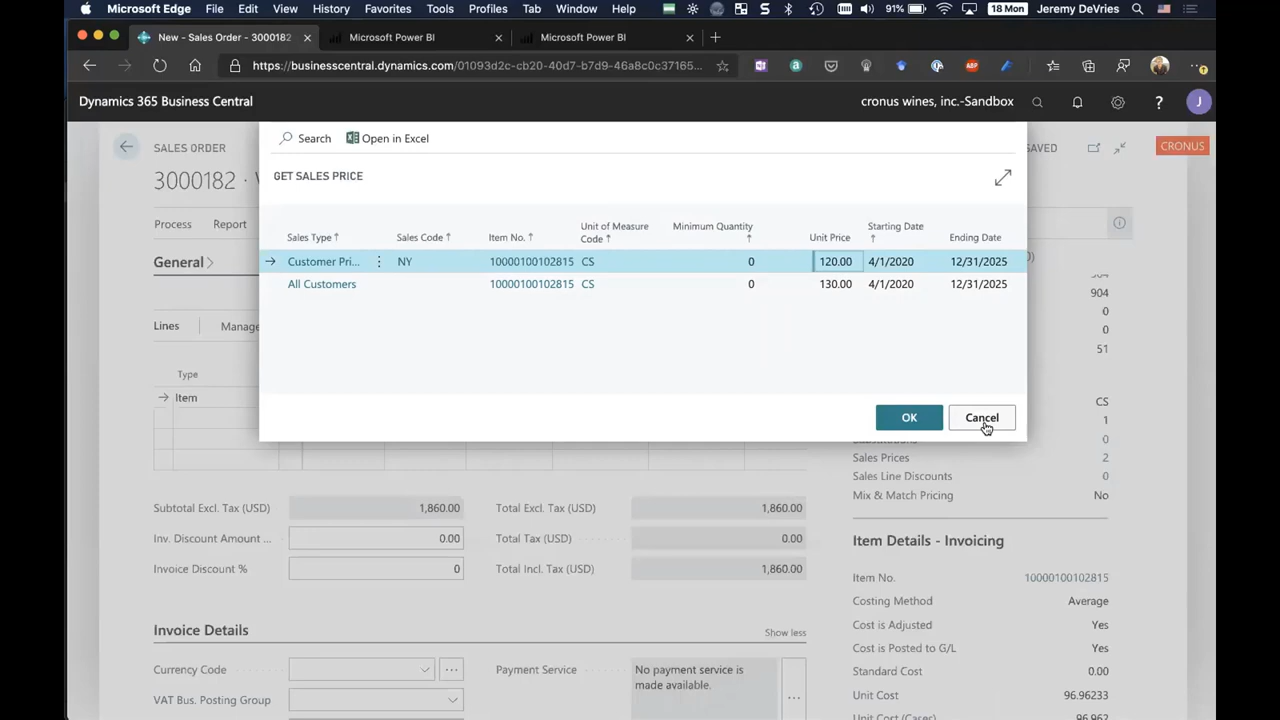 Microsoft Edge File Edit View History Favorites Tools Profiles Tab Window Help 91% 18 Mon Jeremy DeVries
New - Sales Order - 3000182 Microsoft Power BI Microsoft Power BI
https://businesscentral.dynamics.com/01093d2c-cb20-40d7-b7d9-46a8c0c37165... ABP
Dynamics 365 Business Central cronus wines, inc.-Sandbox ? J
SALES ORDER SAVED CRONUS
3000182 ·
Search Open in Excel
GET SALES PRICE
Process Report
General
Lines Manage
Sales Type Sales Code Item No. Unit of Measure Code Minimum Quantity Unit Price Starting Date Ending Date
Customer Pri... NY 10000100102815 CS 0 120.00 4/1/2020 12/31/2025
All Customers 10000100102815 CS 0 130.00 4/1/2020 12/31/2025
OK Cancel
Type
Item
904
0
0
51
CS
1
0
Sales Prices 2
Sales Line Discounts 0
Mix & Match Pricing No
Subtotal Excl. Tax (USD) 1,860.00 Total Excl. Tax (USD) 1,860.00
Inv. Discount Amount ... 0.00 Total Tax (USD) 0.00
Invoice Discount % 0 Total Incl. Tax (USD) 1,860.00
Invoice Details Show less
Currency Code ... Payment Service No payment service is
made available. ...
VAT Bus. Posting Group
Item Details - Invoicing
Item No. 10000100102815
Costing Method Average
Cost is Adjusted Yes
Cost is Posted to G/L Yes
Standard Cost 0.00
Unit Cost 96.96233
Unit Cost (Cases) 96.962